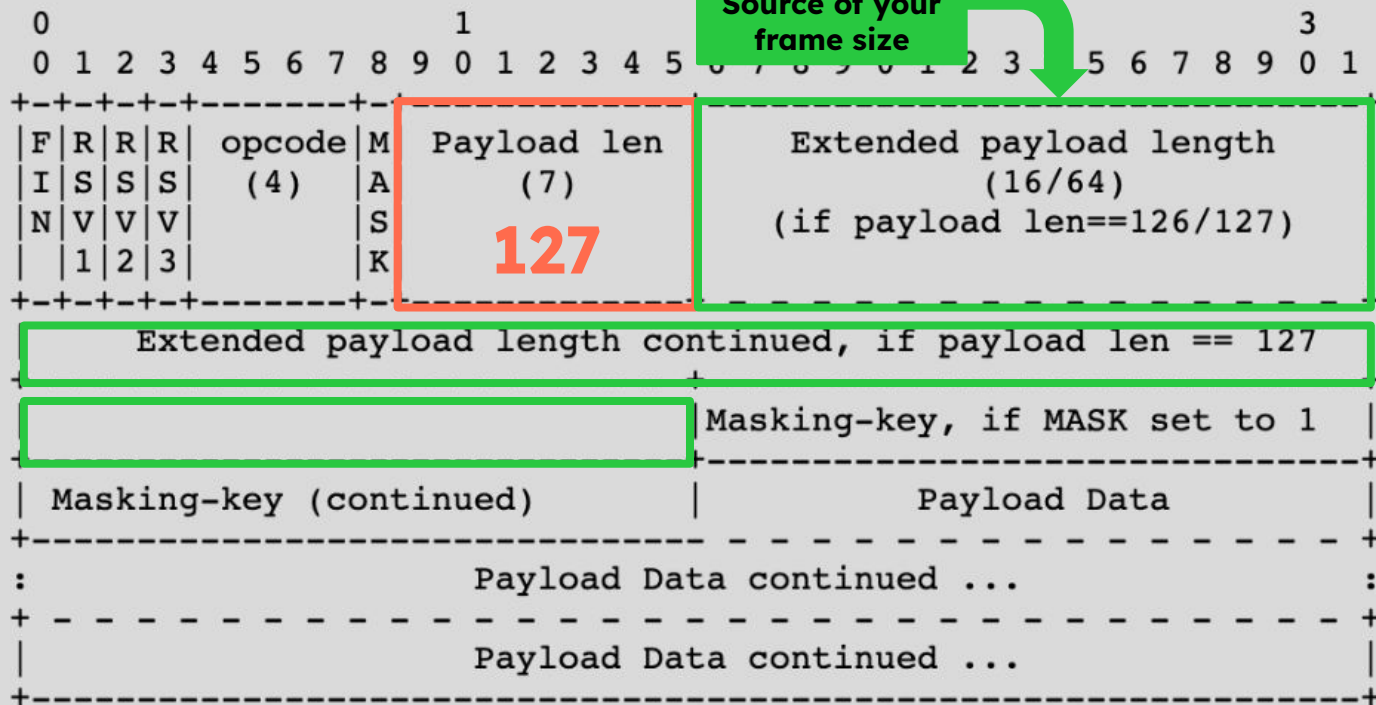 Source of your
frame size
0 1 3
0 1 2 3 4 5 6 7 8 9 0 1 2 3 4 5 6 7 8 9 0 1 2 3 5 6 7 8 9 0 1
+-+-+-+-+-------+-+-------------+-------------------------------+
|F|R|R|R| opcode|M| Payload len | Extended payload length
|I|S|S|S| (4) |A| (7) | (16/64)
|N|V|V|V| |S| | (if payload len==126/127)
| |1|2|3| |K| 127
+-+-+-+-+-------+-+-------------+ - - - - - - - - - - - - - - -
Extended payload length continued, if payload len == 127
+ - - - - - - - - - - - - - - - +-------------------------------+
|Masking-key, if MASK set to 1 |
+-------------------------------+-------------------------------+
| Masking-key (continued) | Payload Data |
+-------------------------------- - - - - - - - - - - - - - - - +
: Payload Data continued ... :
+ - - - - - - - - - - - - - - - - - - - - - - - - - - - - - - - +
| Payload Data continued ... |
+---------------------------------------------------------------+